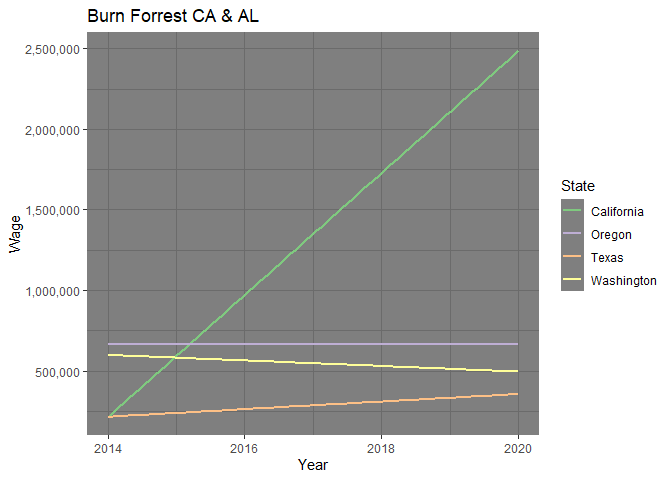 Burn Forrest CA & AL
2,500,000
2,000,000
1,500,000
1,000,000
500,000
Wage
2014
2016
2018
2020
Year
State
California
Oregon
Texas
Washington